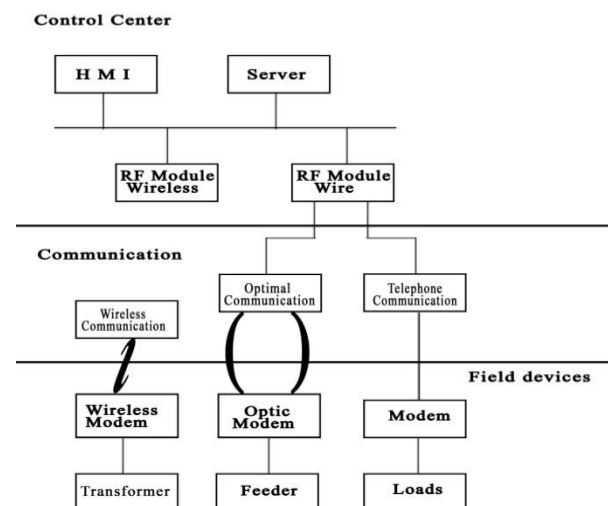 Control Center
H M I
Server
RF Module
Wireless
RF Module
Wire
Communication
Optimal
Communication
Telephone
Communication
Wireless
Communication
Field devices
Wireless
Modem
Optic
Modem
Modem
Transformer
Feeder
Loads